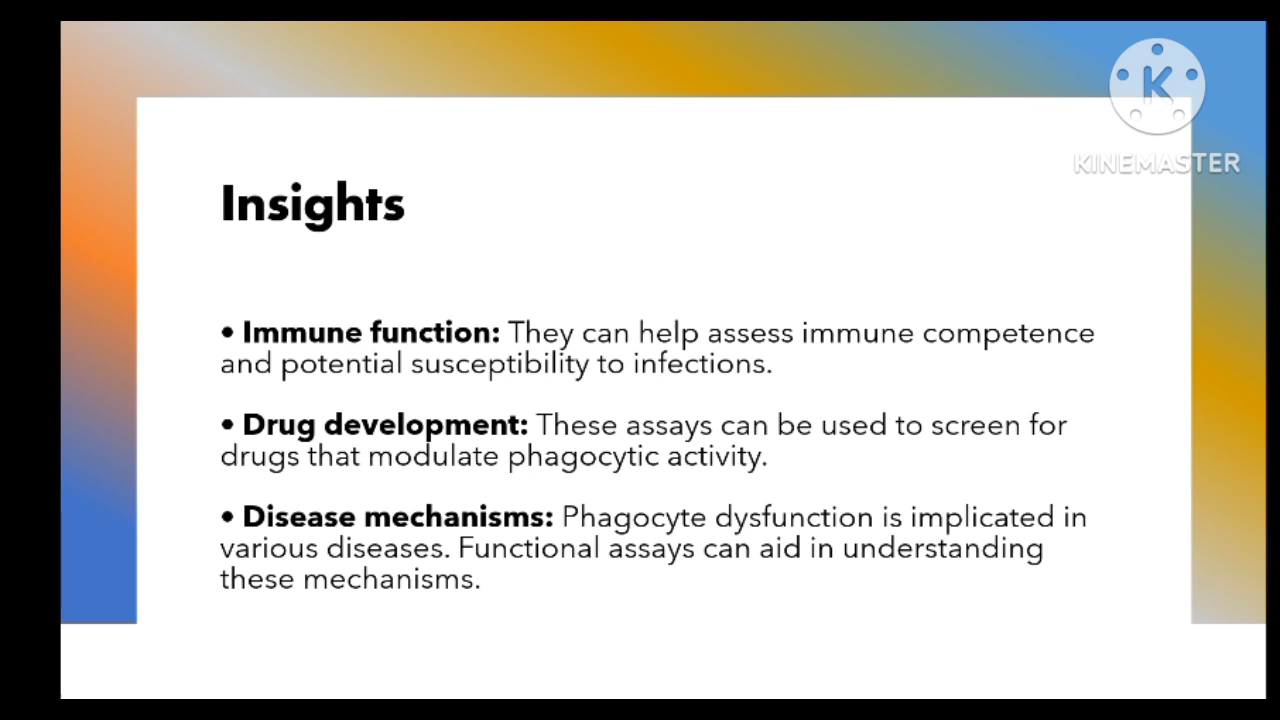 K
KINEMASTER
Insights
• Immune function: They can help assess immune competence
and potential susceptibility to infections.
• Drug development: These assays can be used to screen for
drugs that modulate phagocytic activity.
• Disease mechanisms: Phagocyte dysfunction is implicated in
various diseases. Functional assays can aid in understanding
these mechanisms.